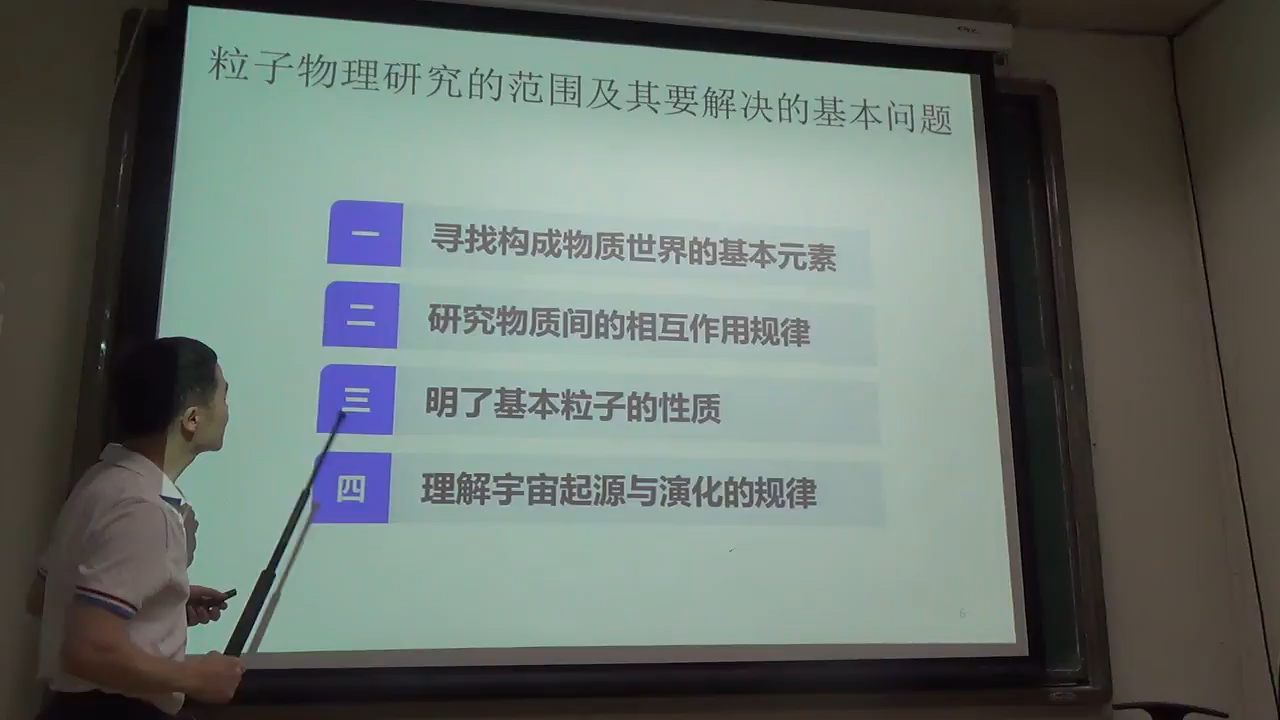 粒子物理研究的范围及其要解决的基本问题
一 寻找构成物质世界的基本元素
二 研究物质间的相互作用规律
三 明了基本粒子的性质
四 理解宇宙起源与演化的规律
6